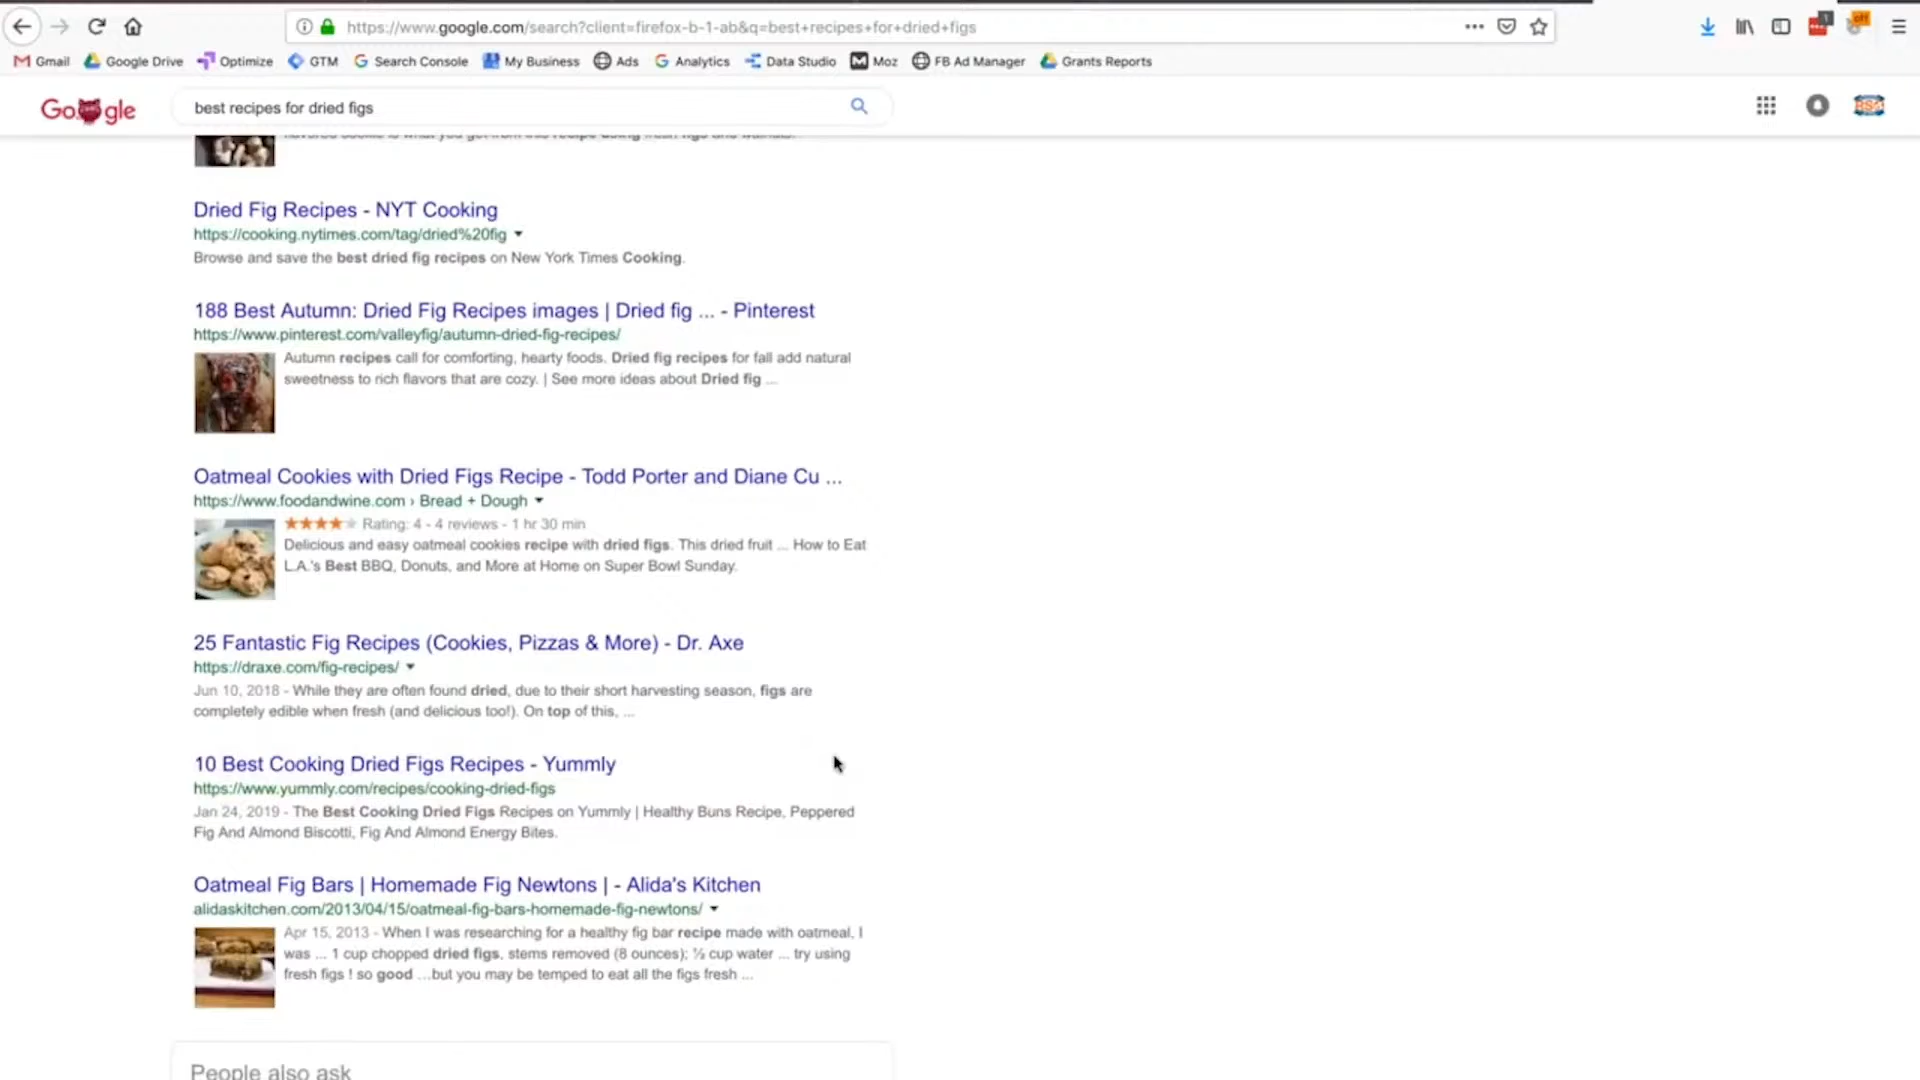 https://www.google.com/search?client=firefox-b-1-ab&q=best+recipes+for+dried+figs
1
off
Gmail Google Drive Optimize GTM Search Console My Business Ads Analytics Data Studio Moz FB Ad Manager Grants Reports
Google
best recipes for dried figs
BSG
Dried Fig Recipes - NYT Cooking
https://cooking.nytimes.com/tag/dried%20fig
Browse and save the best dried fig recipes on New York Times Cooking.
188 Best Autumn: Dried Fig Recipes images | Dried fig ... - Pinterest
https://www.pinterest.com/valleyfig/autumn-dried-fig-recipes/
Autumn recipes call for comforting, hearty foods. Dried fig recipes for fall add natural
sweetness to rich flavors that are cozy. | See more ideas about Dried fig ...
Oatmeal Cookies with Dried Figs Recipe - Todd Porter and Diane Cu ...
https://www.foodandwine.com › Bread + Dough
Rating: 4 - 4 reviews - 1 hr 30 min
Delicious and easy oatmeal cookies recipe with dried figs. This dried fruit ... How to Eat
L.A.'s Best BBQ, Donuts, and More at Home on Super Bowl Sunday.
25 Fantastic Fig Recipes (Cookies, Pizzas & More) - Dr. Axe
https://draxe.com/fig-recipes/
Jun 10, 2018 - While they are often found dried, due to their short harvesting season, figs are
completely edible when fresh (and delicious too!). On top of this, ...
10 Best Cooking Dried Figs Recipes - Yummly
https://www.yummly.com/recipes/cooking-dried-figs
Jan 24, 2019 - The Best Cooking Dried Figs Recipes on Yummly | Healthy Buns Recipe, Peppered
Fig And Almond Biscotti, Fig And Almond Energy Bites.
Oatmeal Fig Bars | Homemade Fig Newtons | - Alida's Kitchen
alidaskitchen.com/2013/04/15/oatmeal-fig-bars-homemade-fig-newtons/
Apr 15, 2013 - When I was researching for a healthy fig bar recipe made with oatmeal, I
was ... 1 cup chopped dried figs, stems removed (8 ounces); ½ cup water ... try using
fresh figs ! so good ...but you may be temped to eat all the figs fresh ...
People also ask